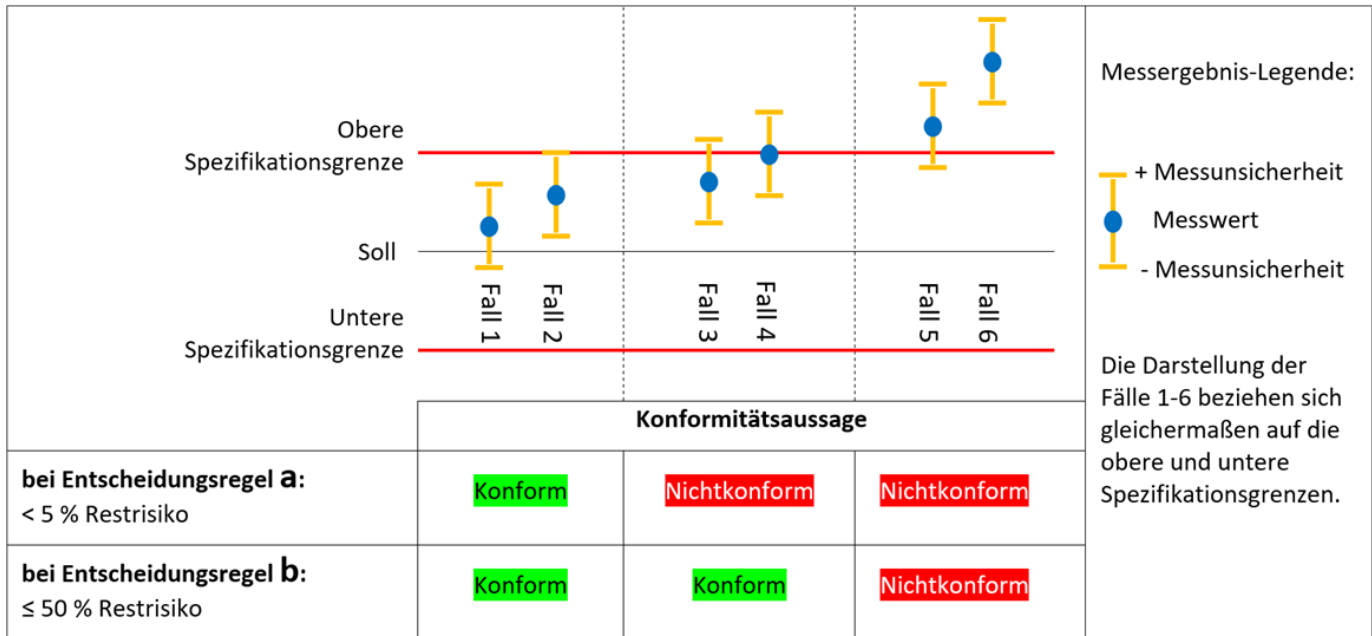 Obere
Spezifikationsgrenze
Soll
Untere
Spezifikationsgrenze
Fall 1
Fall 2
Fall 3
Fall 4
Fall 5
Fall 6
Messergebnis-Legende:
+ Messunsicherheit
Messwert
- Messunsicherheit
Die Darstellung der
Fälle 1-6 beziehen sich
gleichermaßen auf die
obere und untere
Spezifikationsgrenzen.
Konformitätsaussage
bei Entscheidungsregel a:
< 5 % Restrisiko
Konform
Nichtkonform
Nichtkonform
bei Entscheidungsregel b:
≤ 50 % Restrisiko
Konform
Konform
Nichtkonform